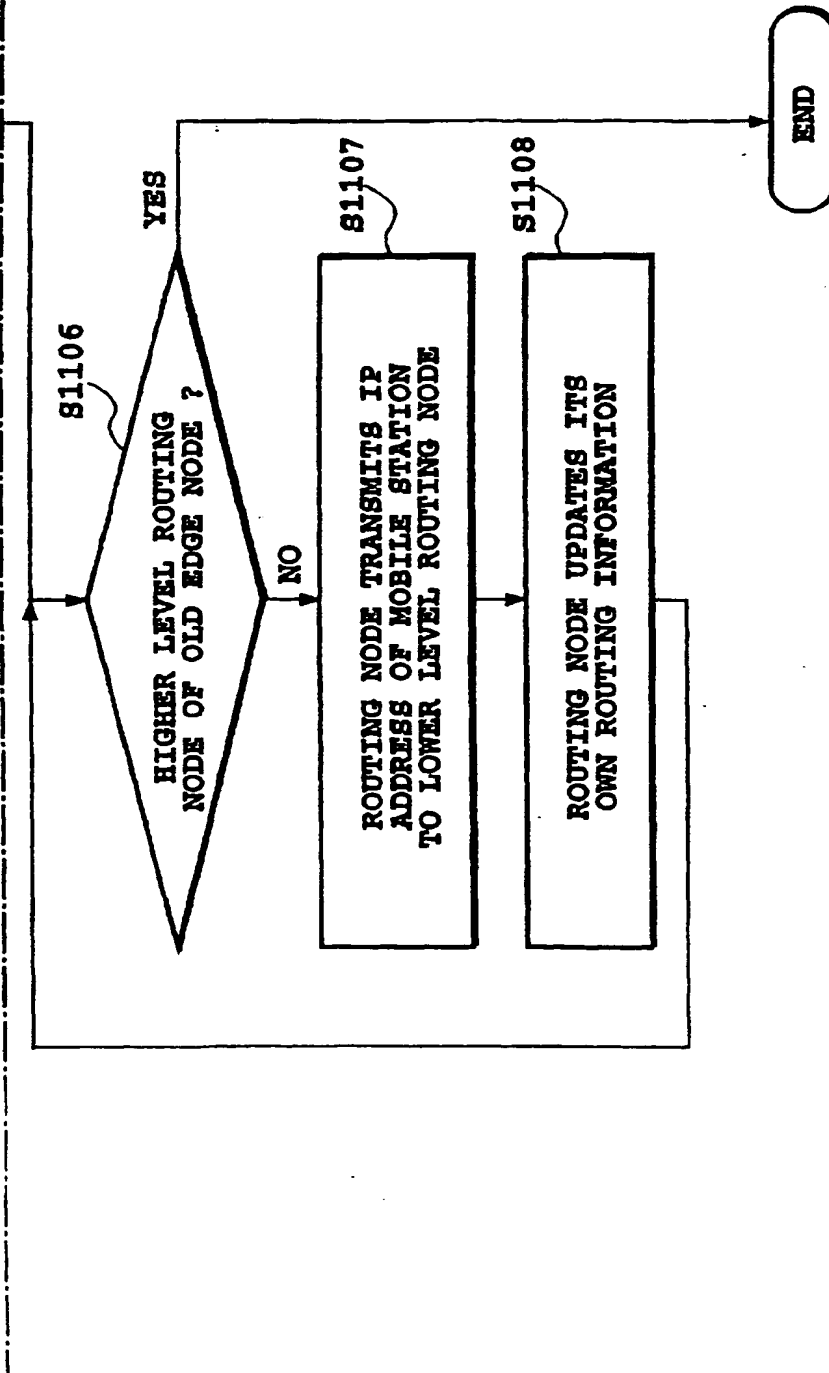 S1106
HIGHER LEVEL ROUTING
NODE OF OLD EDGE NODE ?
YES
NO
S1107
ROUTING NODE TRANSMITS IP
ADDRESS OF MOBILE STATION
TO LOWER LEVEL ROUTING NODE
S1108
ROUTING NODE UPDATES ITS
OWN ROUTING INFORMATION
END